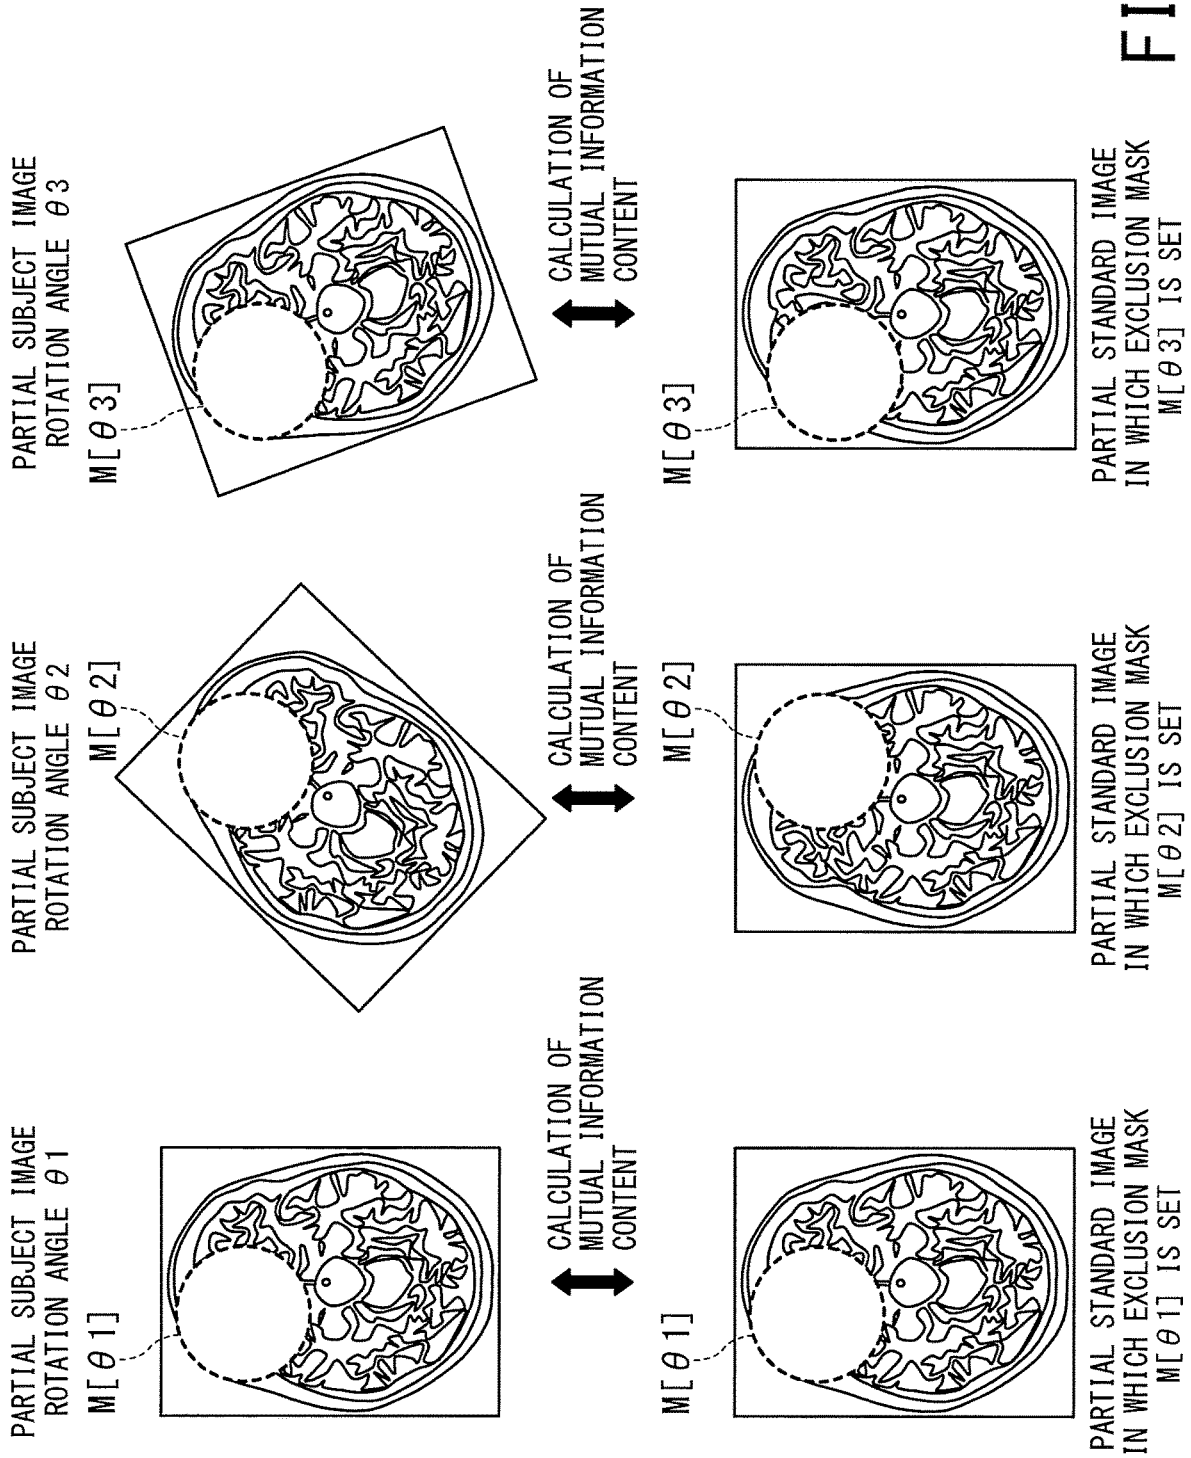 PARTIAL SUBJECT IMAGE
ROTATION ANGLE θ1
M[θ1]
CALCULATION OF
MUTUAL INFORMATION
CONTENT
M[θ1]
PARTIAL STANDARD IMAGE
IN WHICH EXCLUSION MASK
M[θ1] IS SET
PARTIAL SUBJECT IMAGE
ROTATION ANGLE θ2
M[θ2]
CALCULATION OF
MUTUAL INFORMATION
CONTENT
M[θ2]
PARTIAL STANDARD IMAGE
IN WHICH EXCLUSION MASK
M[θ2] IS SET
PARTIAL SUBJECT IMAGE
ROTATION ANGLE θ3
M[θ3]
CALCULATION OF
MUTUAL INFORMATION
CONTENT
M[θ3]
PARTIAL STANDARD IMAGE
IN WHICH EXCLUSION MASK
M[θ3] IS SET